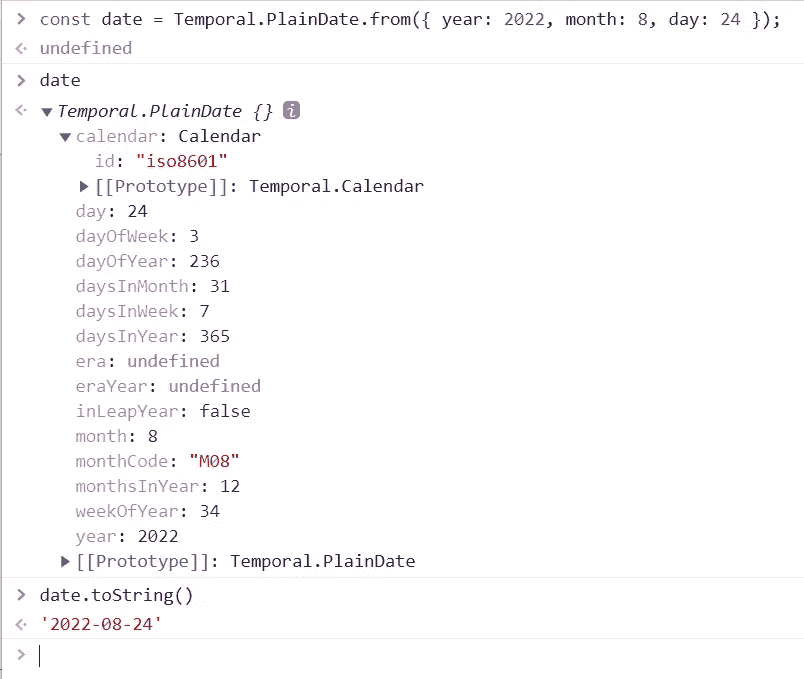 > const date = Temporal.PlainDate.from({ year: 2022, month: 8, day: 24 });
<· undefined
> date
<· ▼ Temporal.PlainDate {} i
▼ calendar: Calendar
id: "iso8601"
▶ [[Prototype]]: Temporal.Calendar
day: 24
dayOfWeek: 3
dayOfYear: 236
daysInMonth: 31
daysInWeek: 7
daysInYear: 365
era: undefined
eraYear: undefined
inLeapYear: false
month: 8
monthCode: "M08"
monthsInYear: 12
weekOfYear: 34
year: 2022
▶ [[Prototype]]: Temporal.PlainDate
> date.toString()
<· '2022-08-24'
>